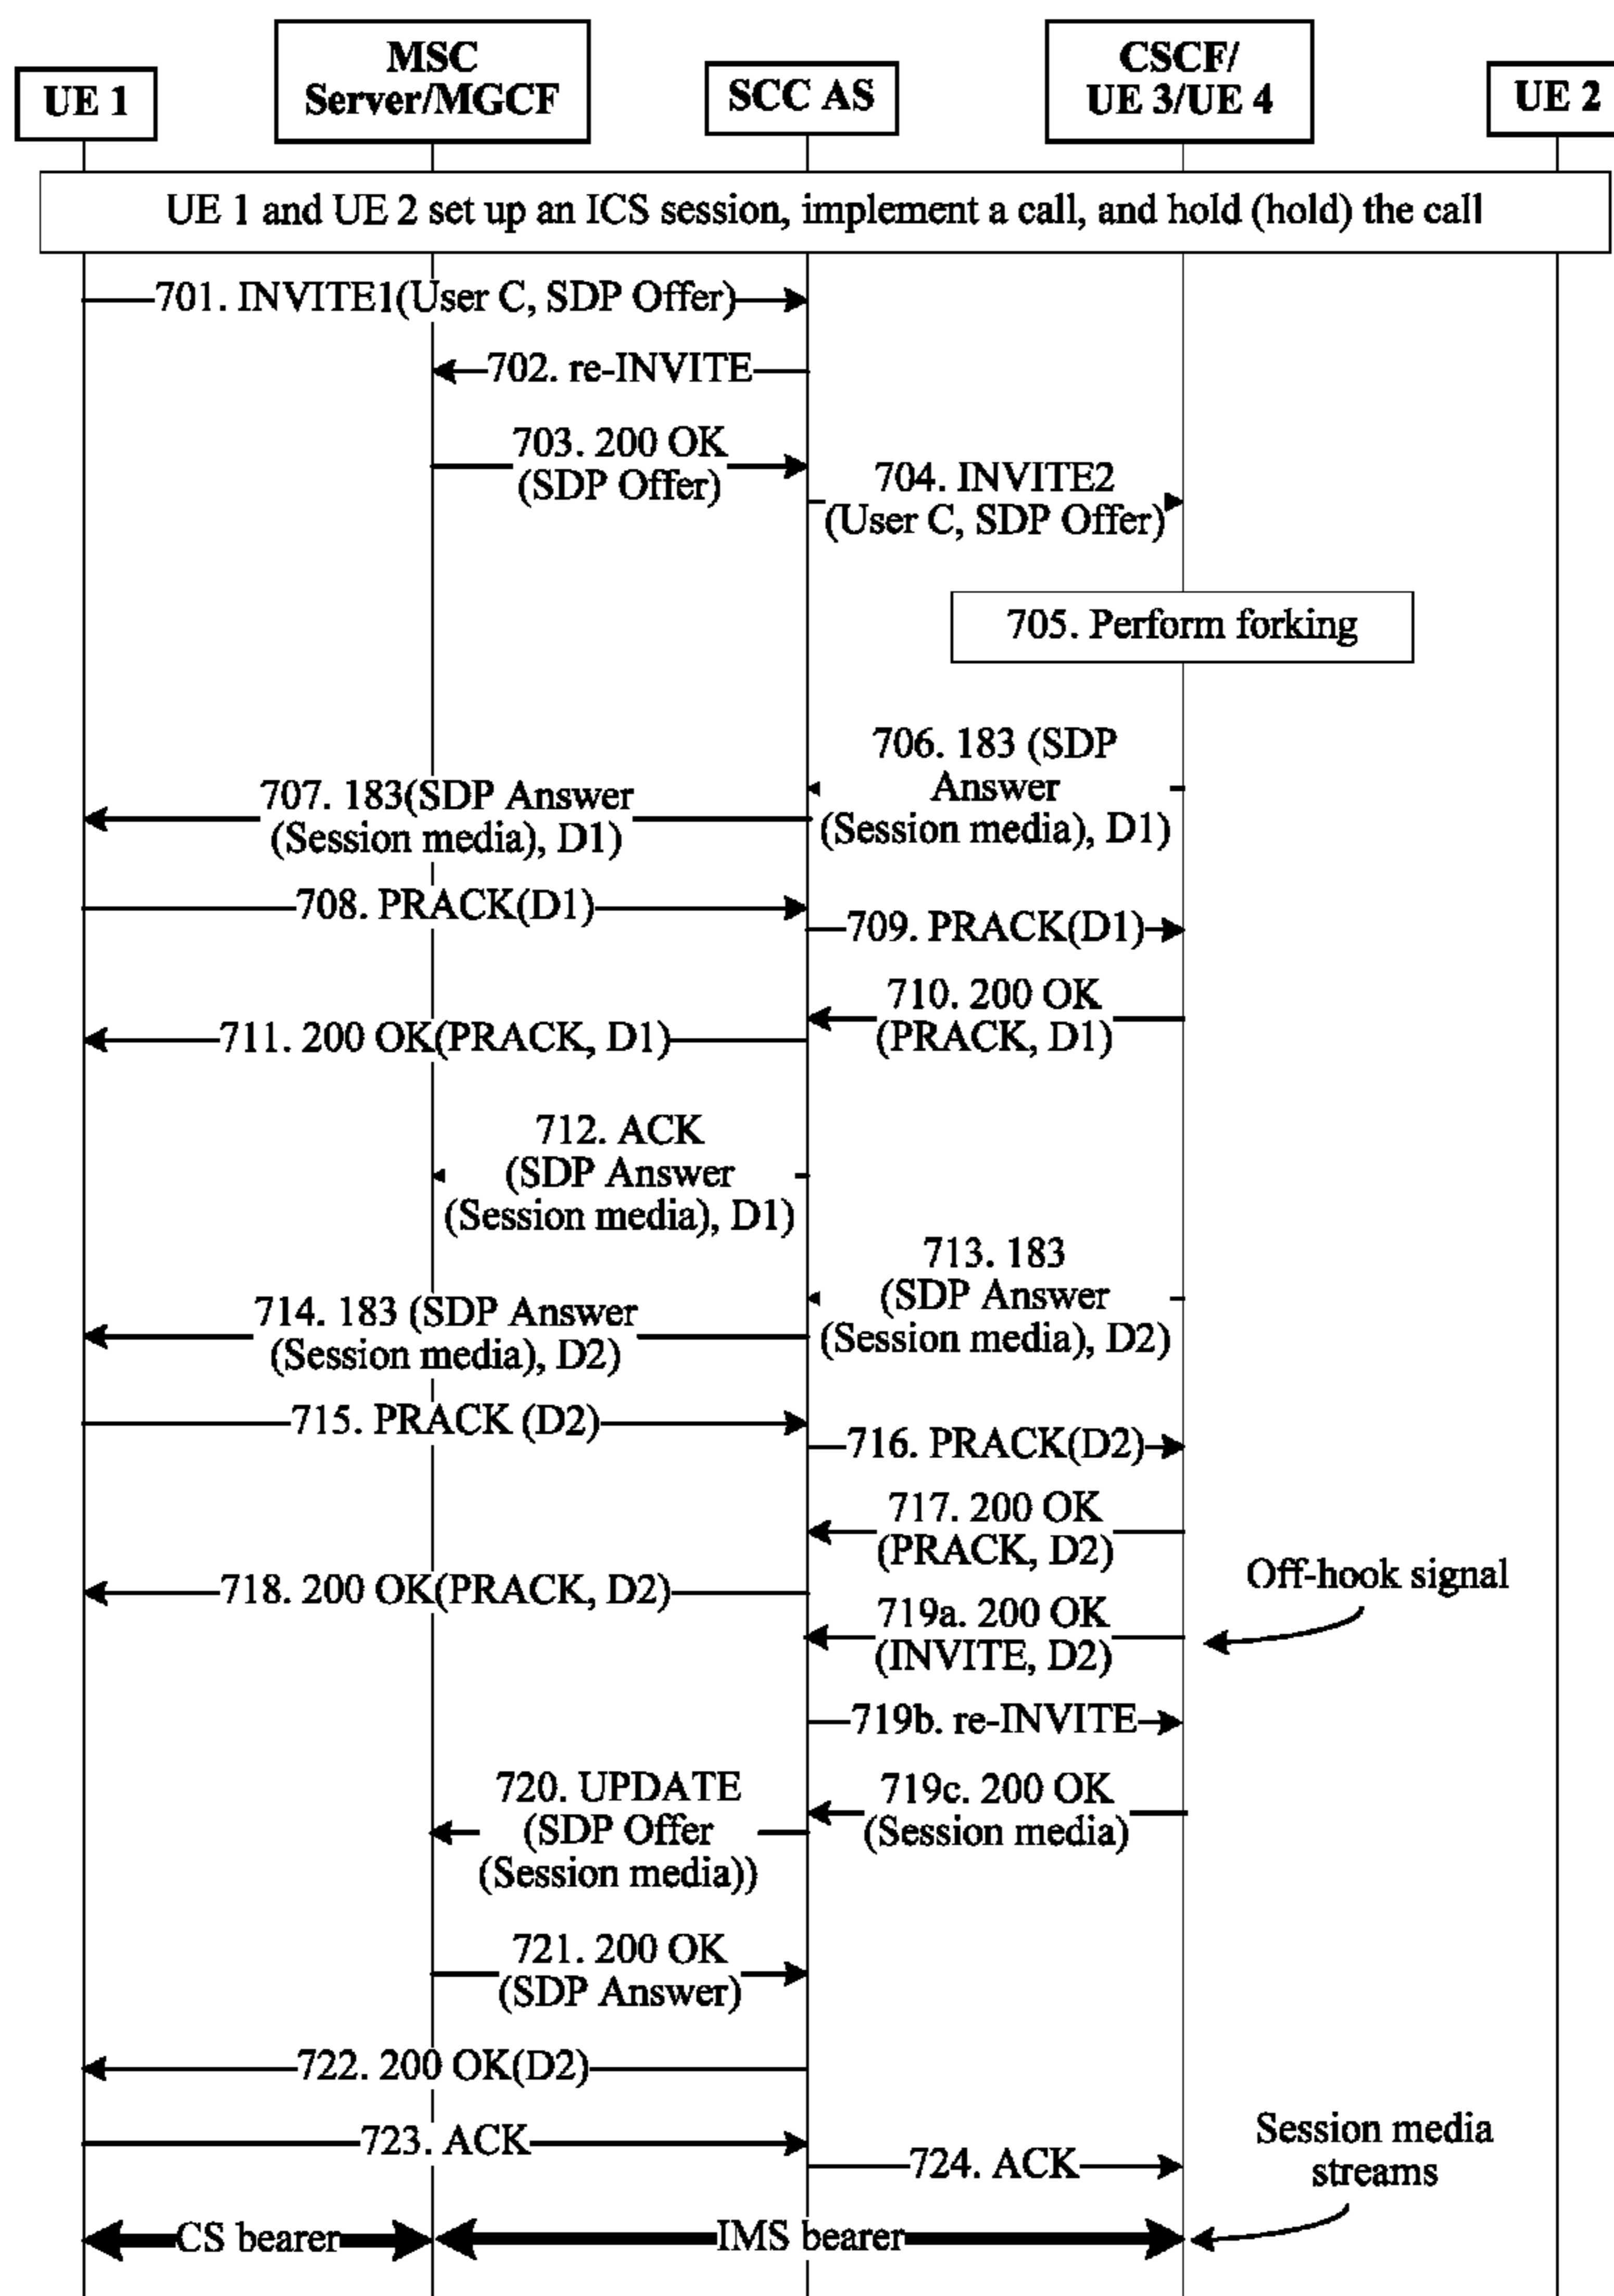 UE 1
MSC
Server/MGCF
SCC AS
CSCF/
UE 3/UE 4
UE 2
UE 1 and UE 2 set up an ICS session, implement a call, and hold (hold) the call
701. INVITE1(User C, SDP Offer)
702. re-INVITE
703. 200 OK
(SDP Offer)
704. INVITE2
(User C, SDP Offer)
705. Perform forking
706. 183 (SDP
Answer
(Session media), D1)
707. 183(SDP Answer
(Session media), D1)
708. PRACK(D1)
709. PRACK(D1)
710. 200 OK
(PRACK, D1)
711. 200 OK(PRACK, D1)
712. ACK
(SDP Answer
(Session media), D1)
713. 183
(SDP Answer
(Session media), D2)
714. 183 (SDP Answer
(Session media), D2)
715. PRACK (D2)
716. PRACK(D2)
717. 200 OK
(PRACK, D2)
Off-hook signal
718. 200 OK(PRACK, D2)
719a. 200 OK
(INVITE, D2)
719b. re-INVITE
720. UPDATE
(SDP Offer
(Session media))
719c. 200 OK
(Session media)
721. 200 OK
(SDP Answer)
722. 200 OK(D2)
723. ACK
724. ACK
Session media
streams
CS bearer
IMS bearer